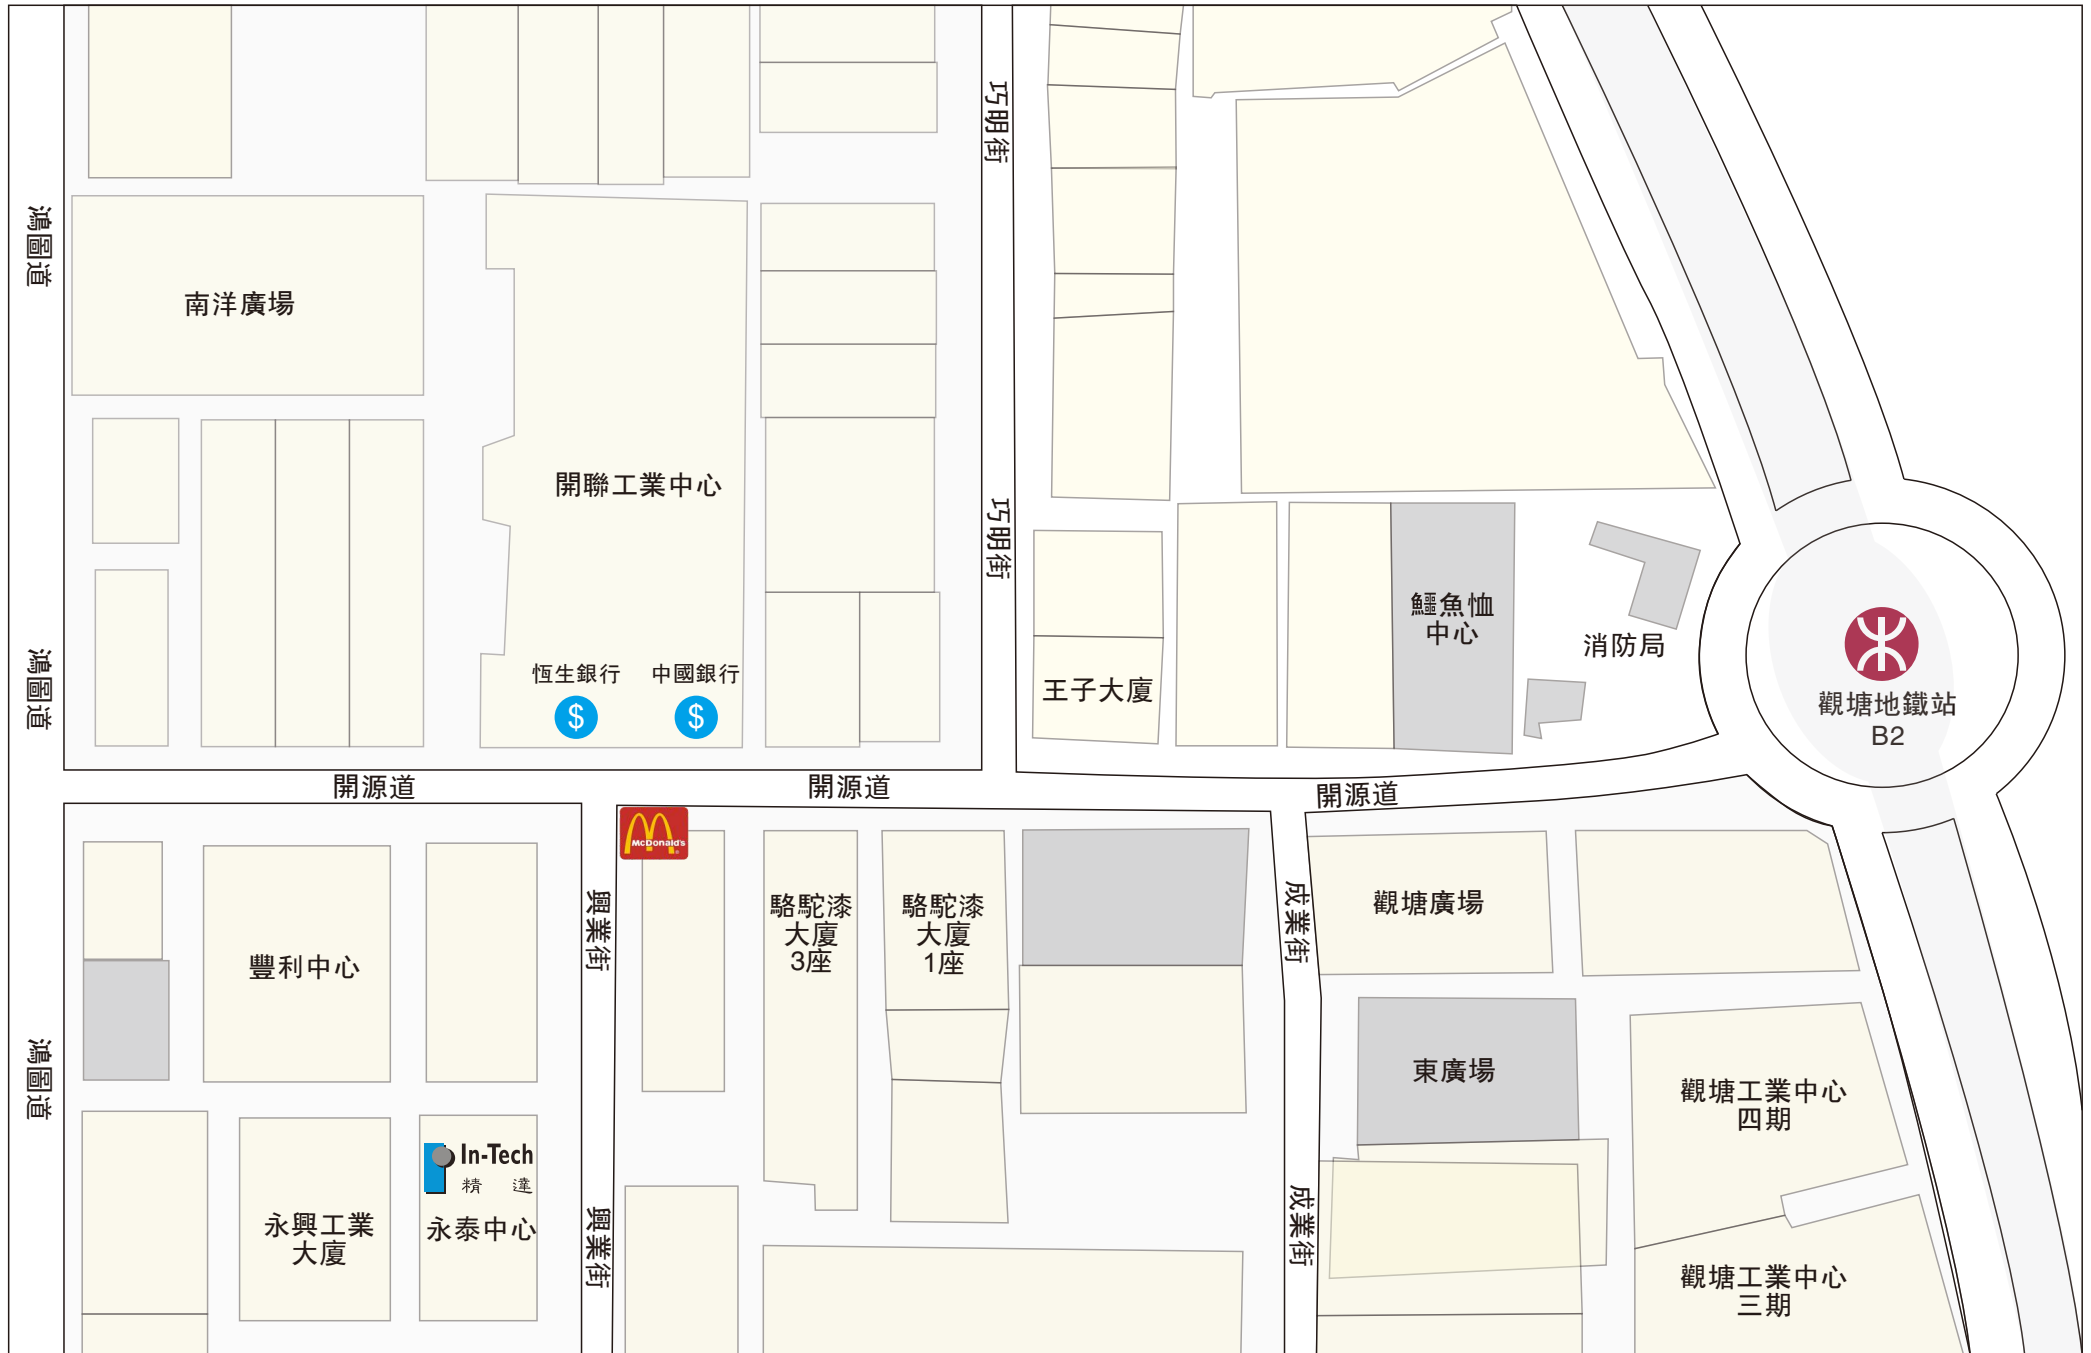 巧明街
鴻圖道
南洋廣場
開聯工業中心
巧明街
鱷魚恤
中心
消防局
鴻圖道
恆生銀行
中國銀行
$
$
王子大廈
觀塘地鐵站
B2
開源道
開源道
開源道
McDonald's
興業街
駱駝漆
大廈
3座
駱駝漆
大廈
1座
成業街
觀塘廣場
豐利中心
鴻圖道
東廣場
觀塘工業中心
四期
In-Tech
精達
永泰中心
永興工業
大廈
興業街
成業街
觀塘工業中心
三期